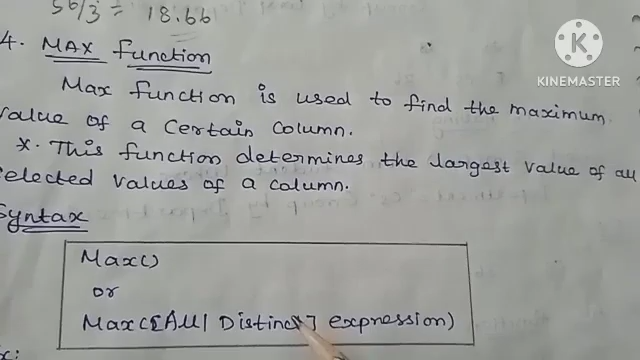 56/3 = 18.66
4. MAX function
Max function is used to find the maximum
value of a certain column.
*. This function determines the largest value of all
selected values of a column.
Syntax
Max()
or
Max([All| Distinct] expression)
KINEMASTER